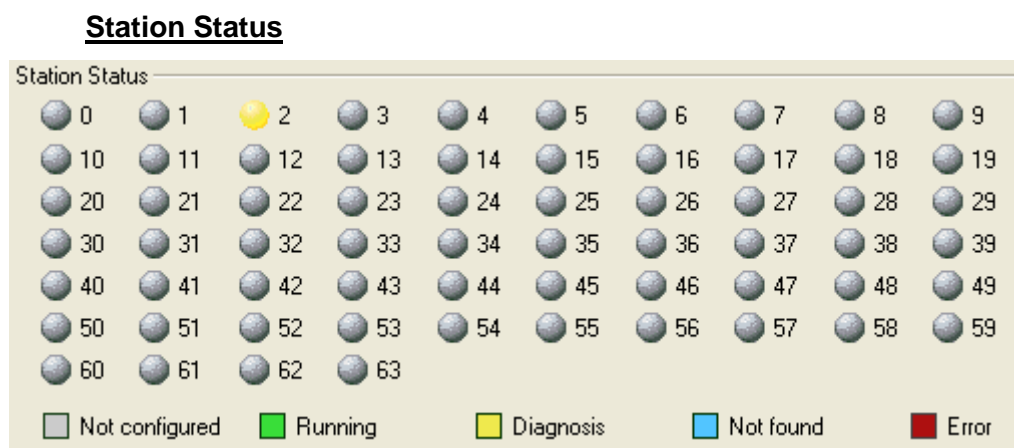 Station Status
Station Status
0 1 2 3 4 5 6 7 8 9
10 11 12 13 14 15 16 17 18 19
20 21 22 23 24 25 26 27 28 29
30 31 32 33 34 35 36 37 38 39
40 41 42 43 44 45 46 47 48 49
50 51 52 53 54 55 56 57 58 59
60 61 62 63
Not configured Running Diagnosis Not found Error